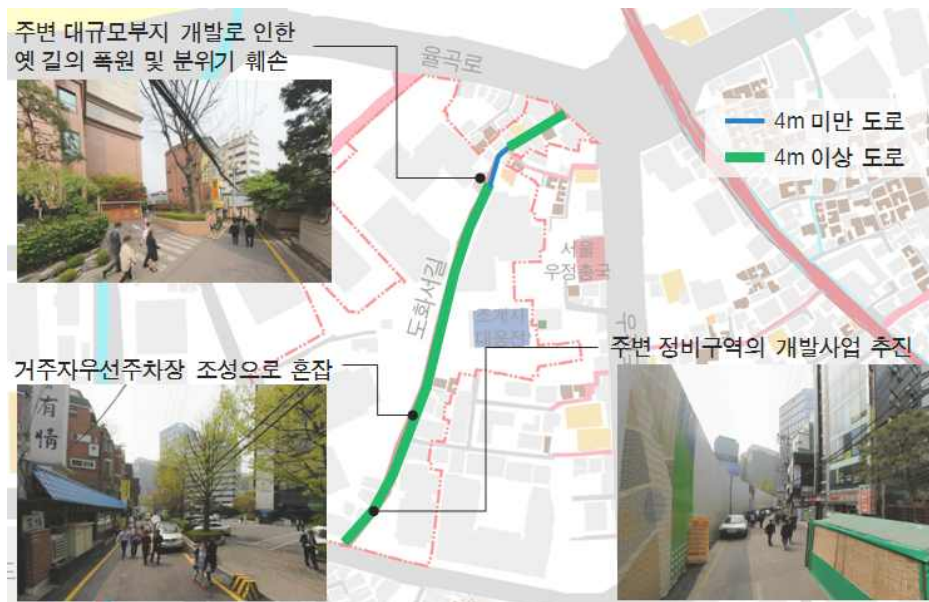 주변 대규모부지 개발로 인한
옛 길의 폭원 및 분위기 훼손
율곡로
4m 미만 도로
4m 이상 도로
서울
우정총국
도화서길
조계사
대웅전
우
주변 정비구역의 개발사업 추진
거주자우선주차장 조성으로 혼잡
有
情